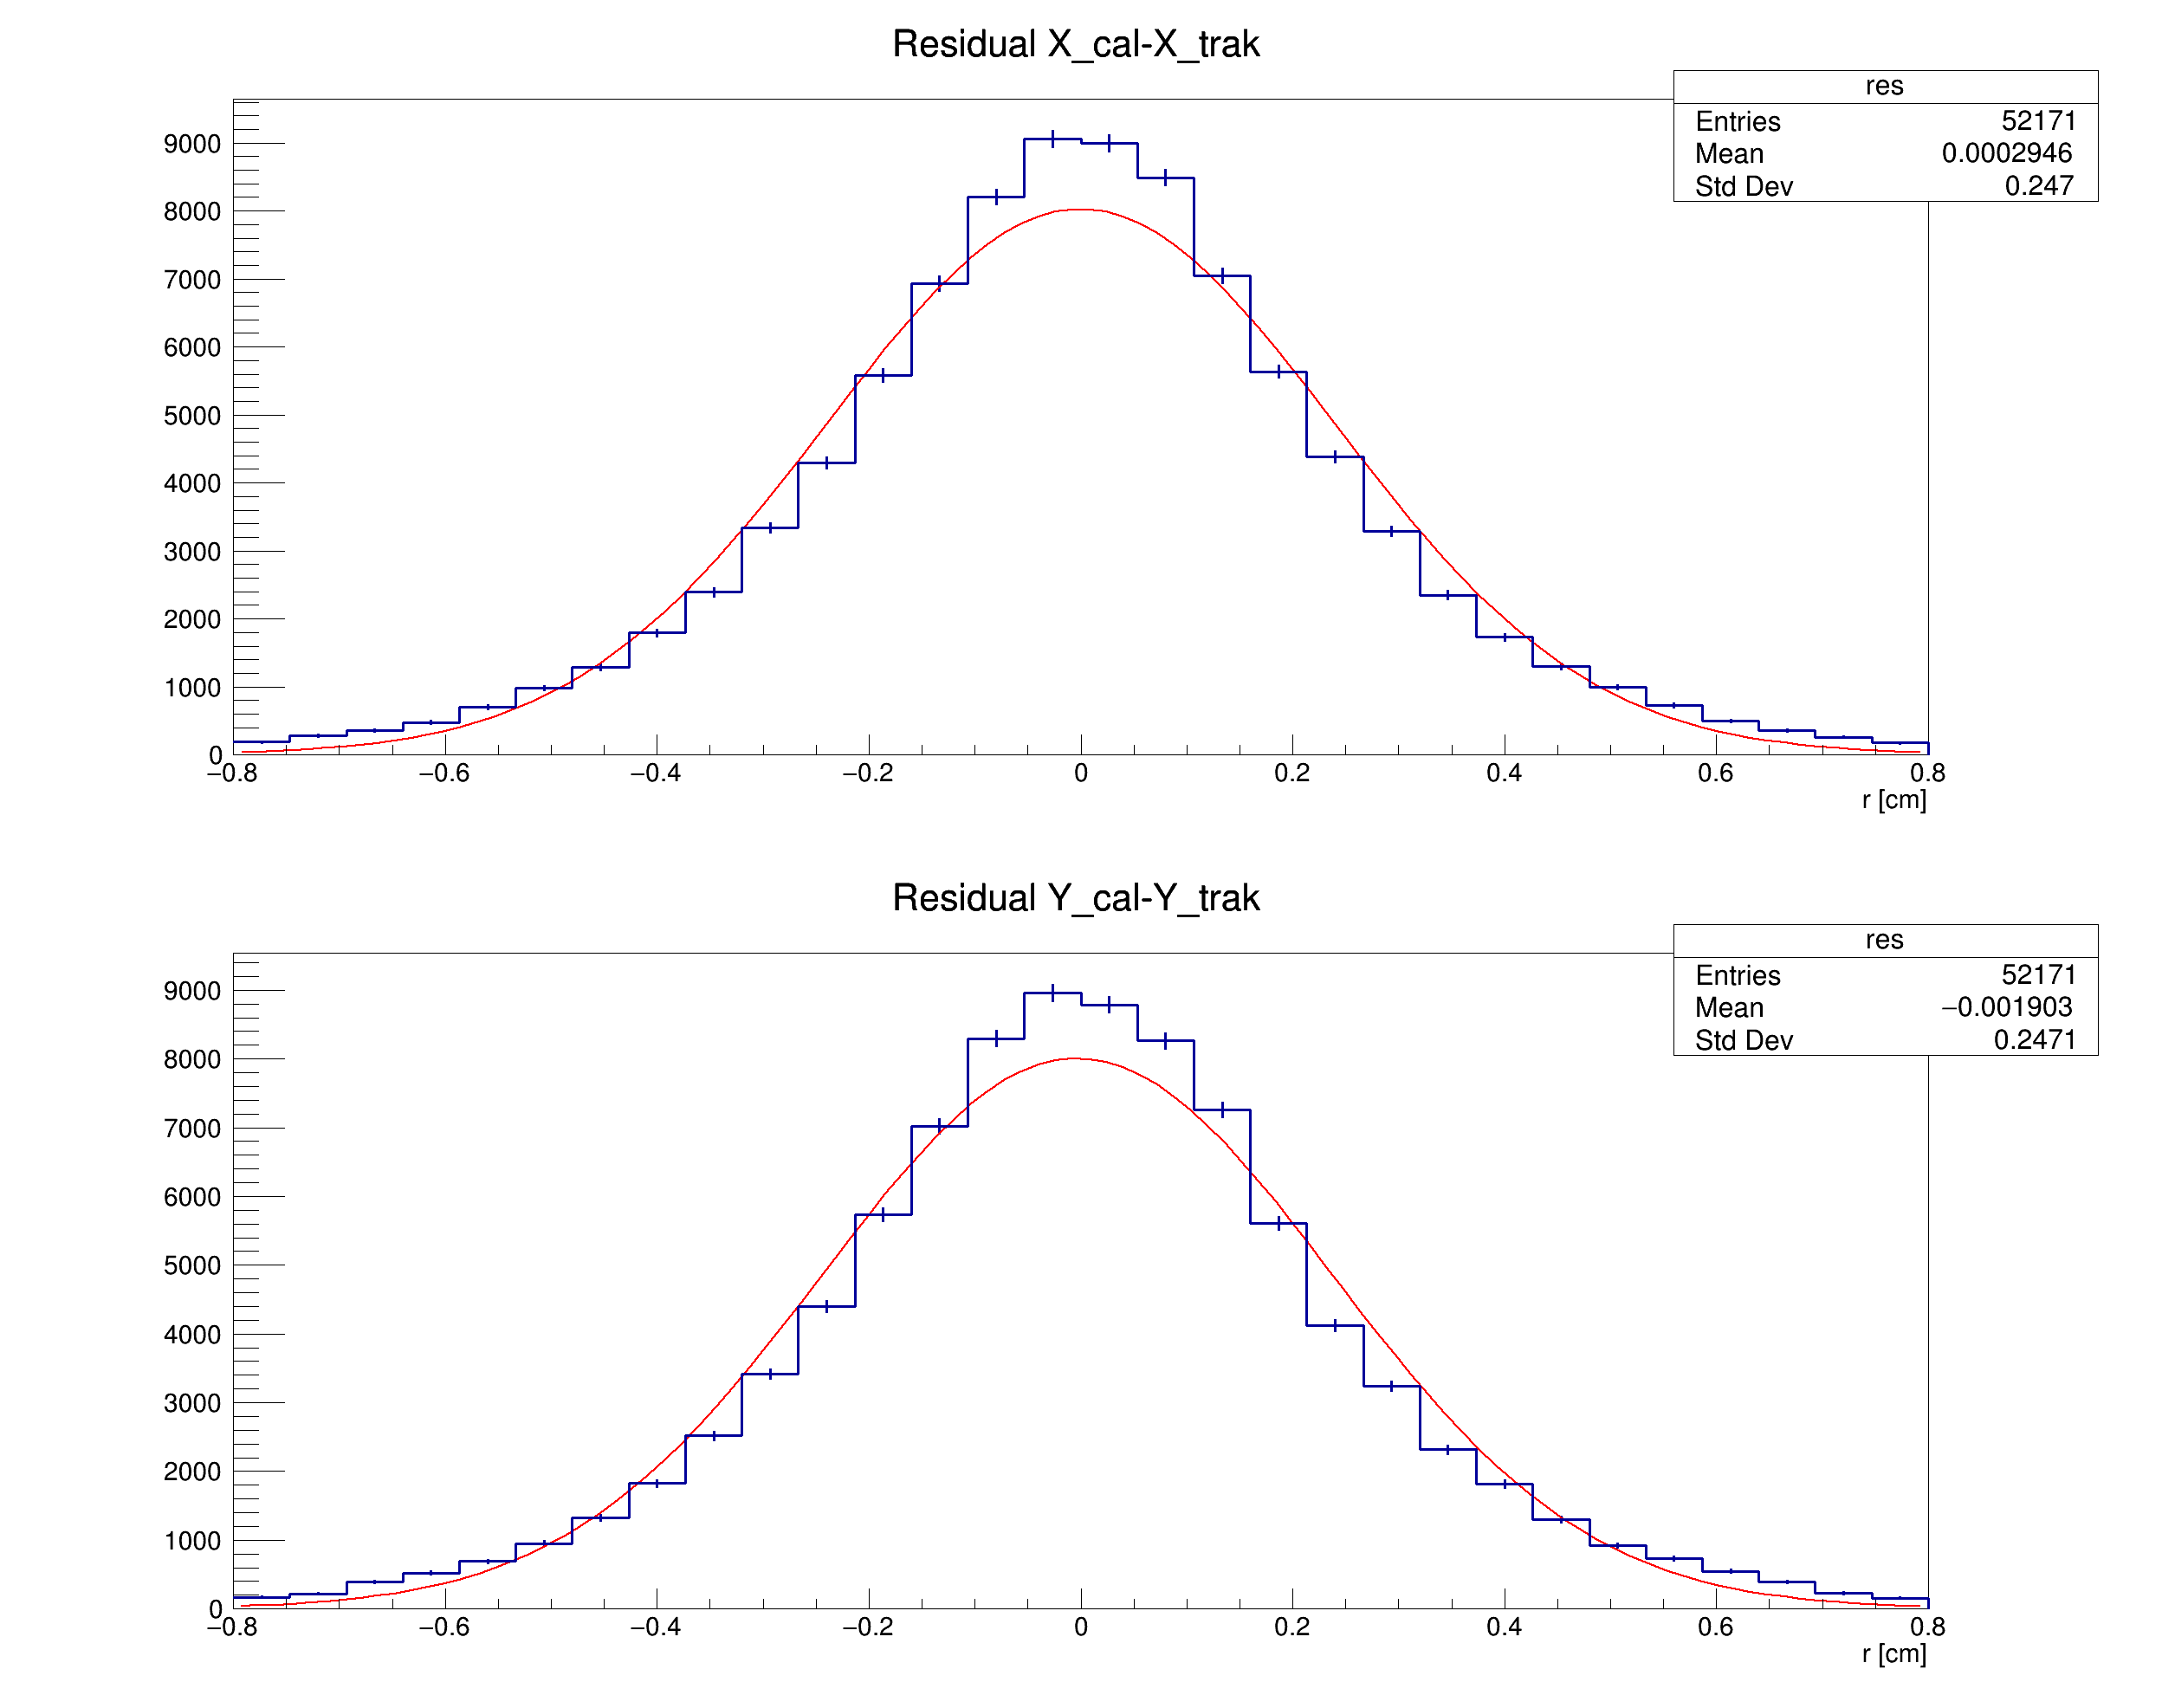 Residual X_cal-X_trak
res
Entries 52171
Mean 0.0002946
Std Dev 0.247
9000
8000
7000
6000
5000
4000
3000
2000
1000
0
−0.8 −0.6 −0.4 −0.2 0 0.2 0.4 0.6 0.8
r [cm]
Residual Y_cal-Y_trak
res
Entries 52171
Mean −0.001903
Std Dev 0.2471
9000
8000
7000
6000
5000
4000
3000
2000
1000
0
−0.8 −0.6 −0.4 −0.2 0 0.2 0.4 0.6 0.8
r [cm]